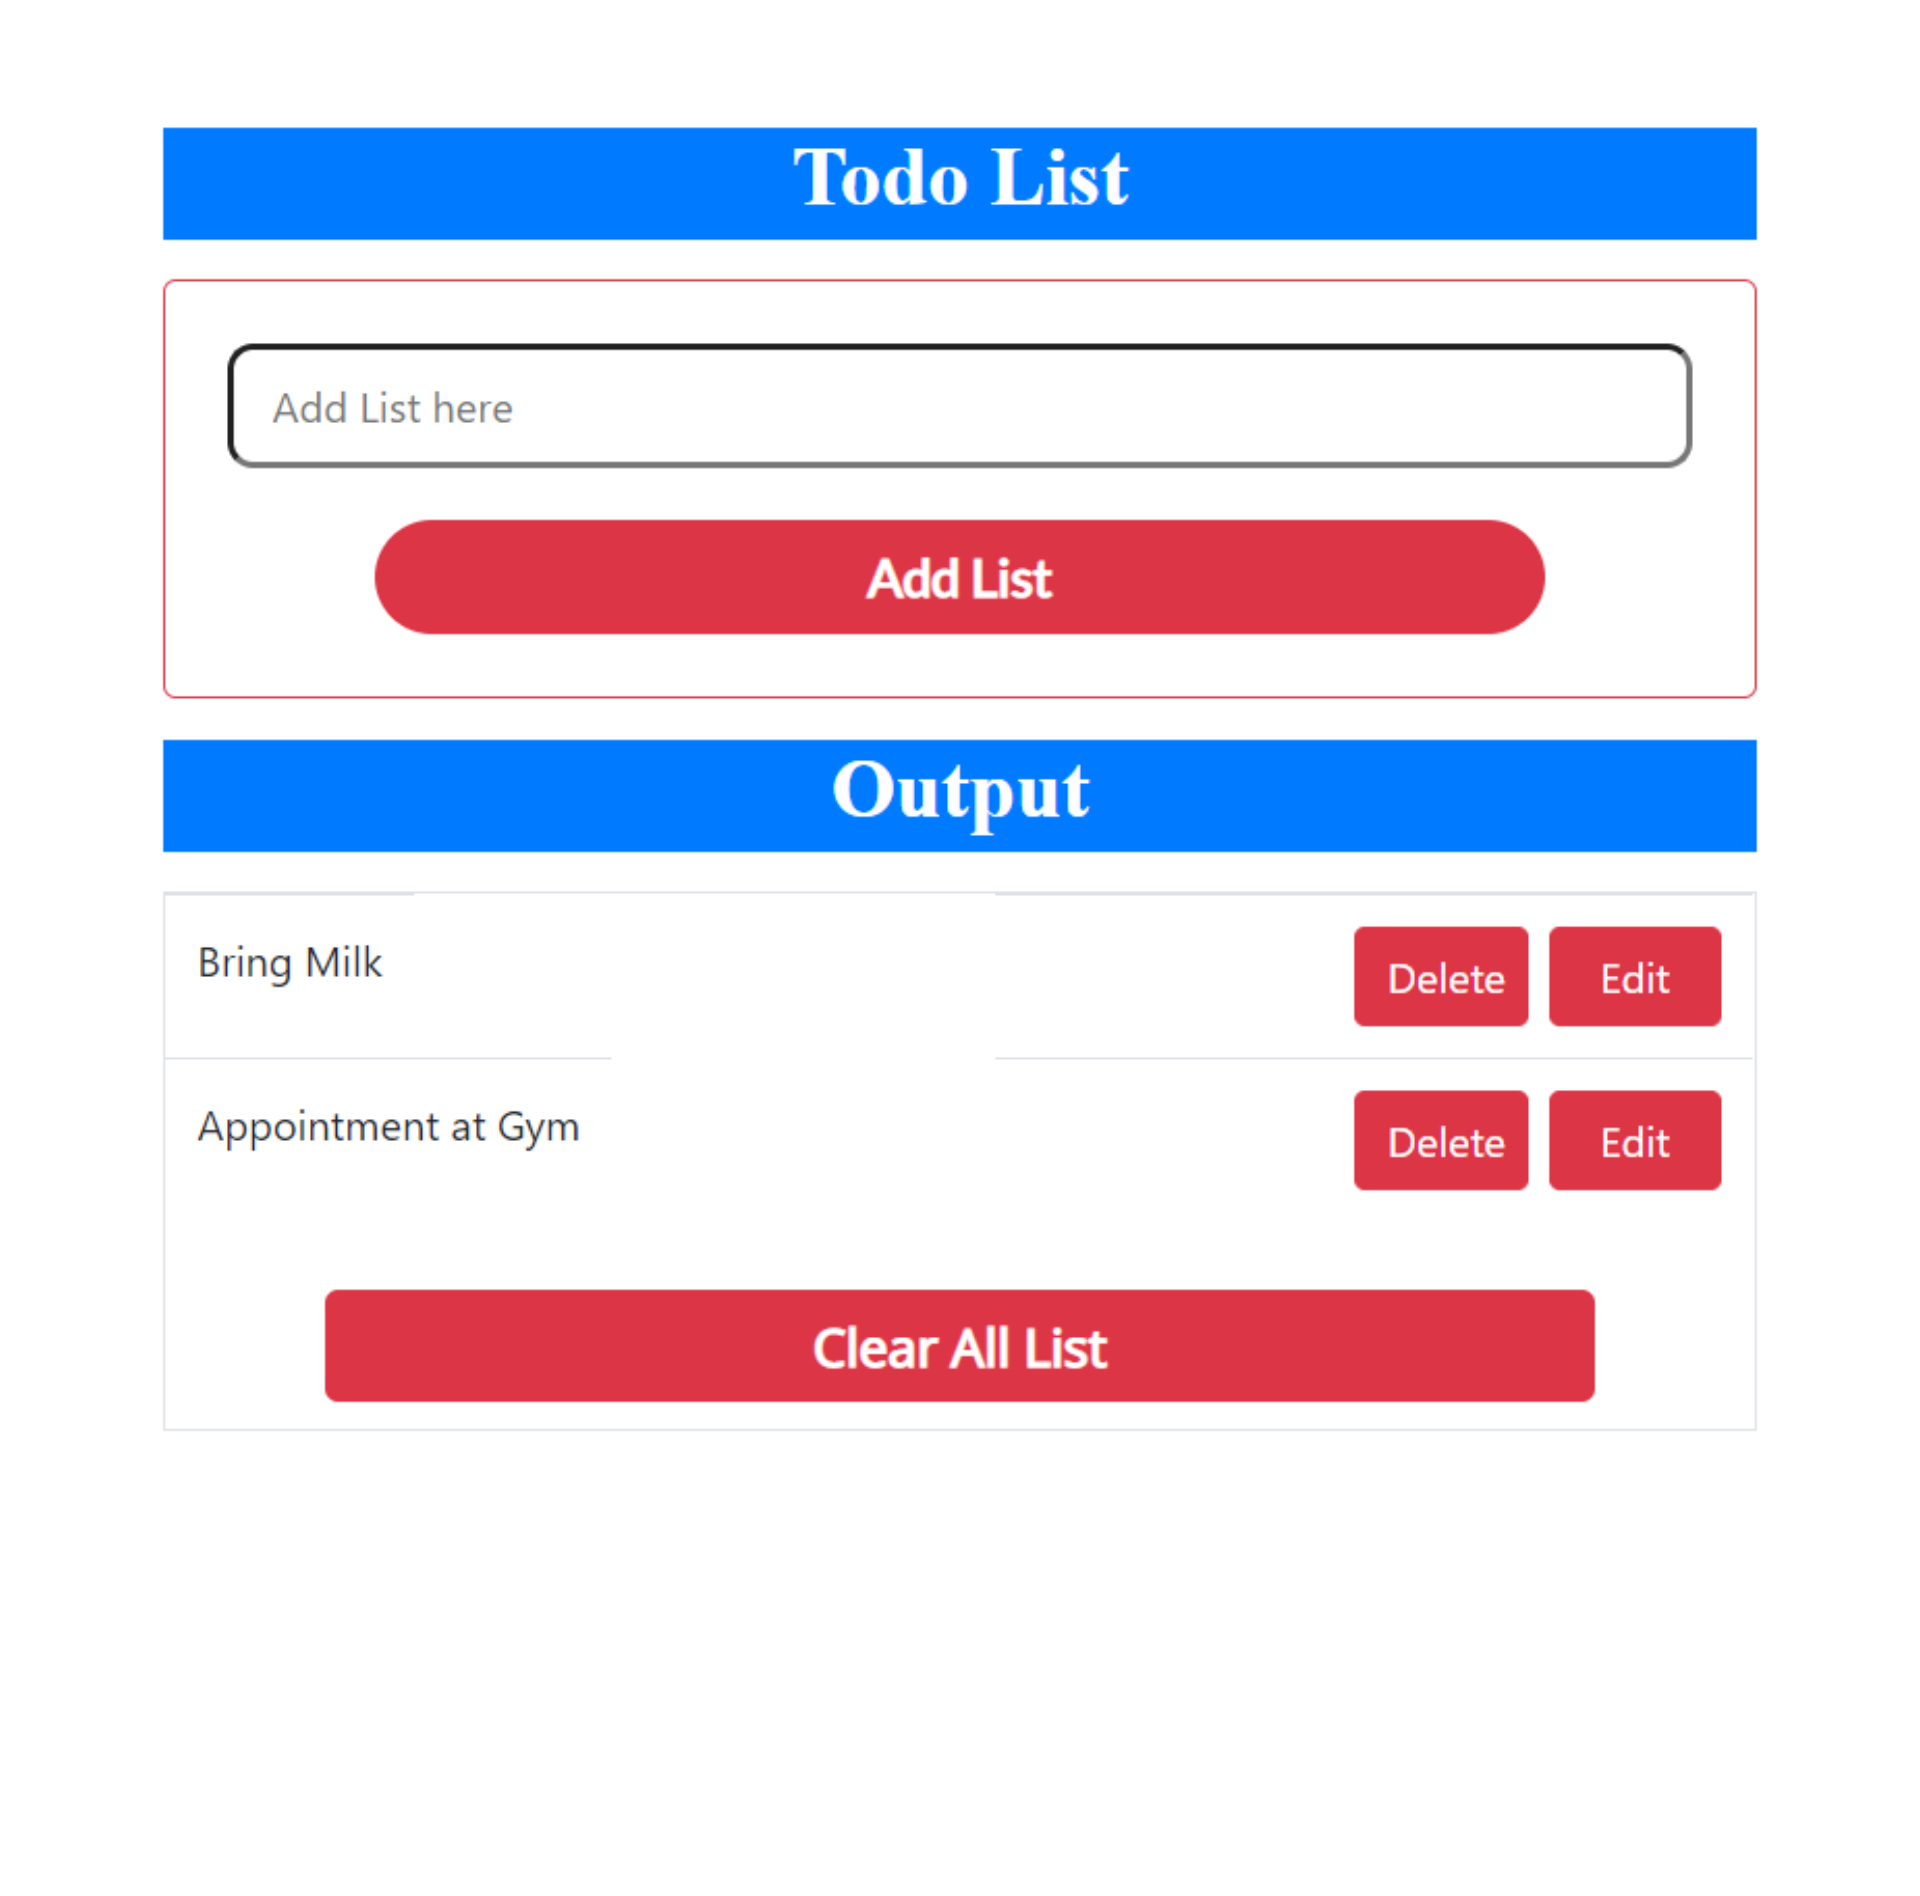 Todo List
Add List here
Add List
Output
Bring Milk
Delete Edit
Appointment at Gym
Delete Edit
Clear All List